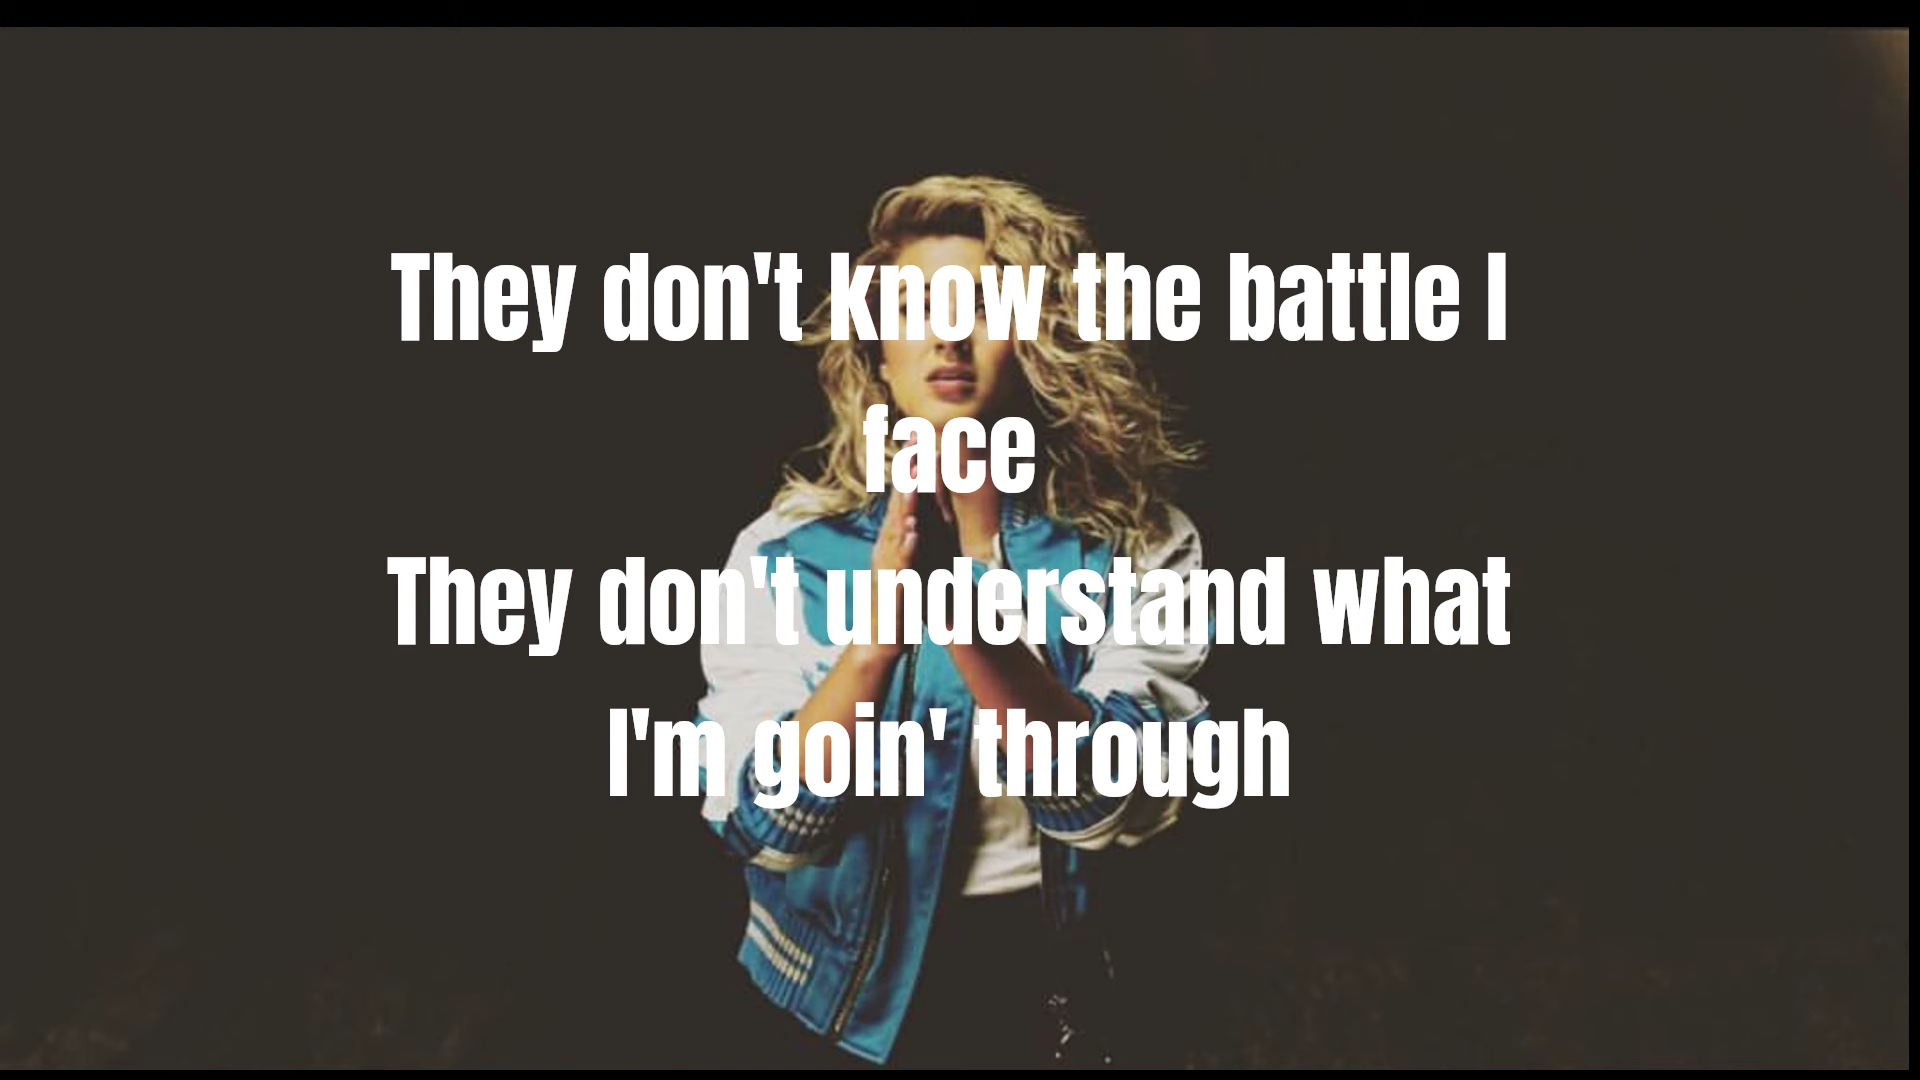 They don't know the battle I
face
They don't understand what
I'm goin' through